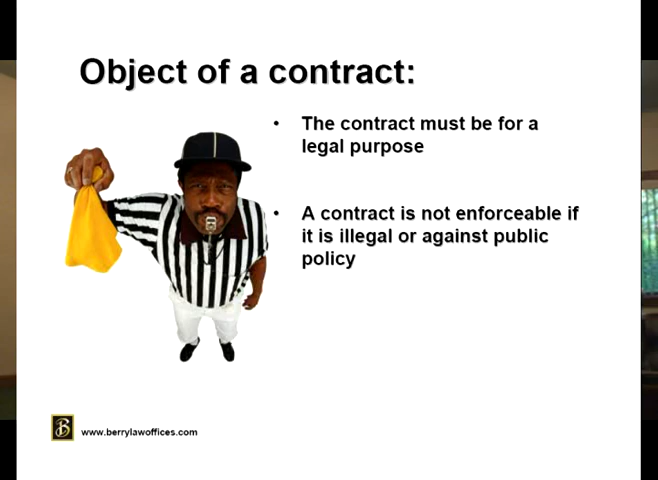 Object of a contract:
• The contract must be for a
legal purpose
• A contract is not enforceable if
it is illegal or against public
policy
B www.berrylawoffices.com